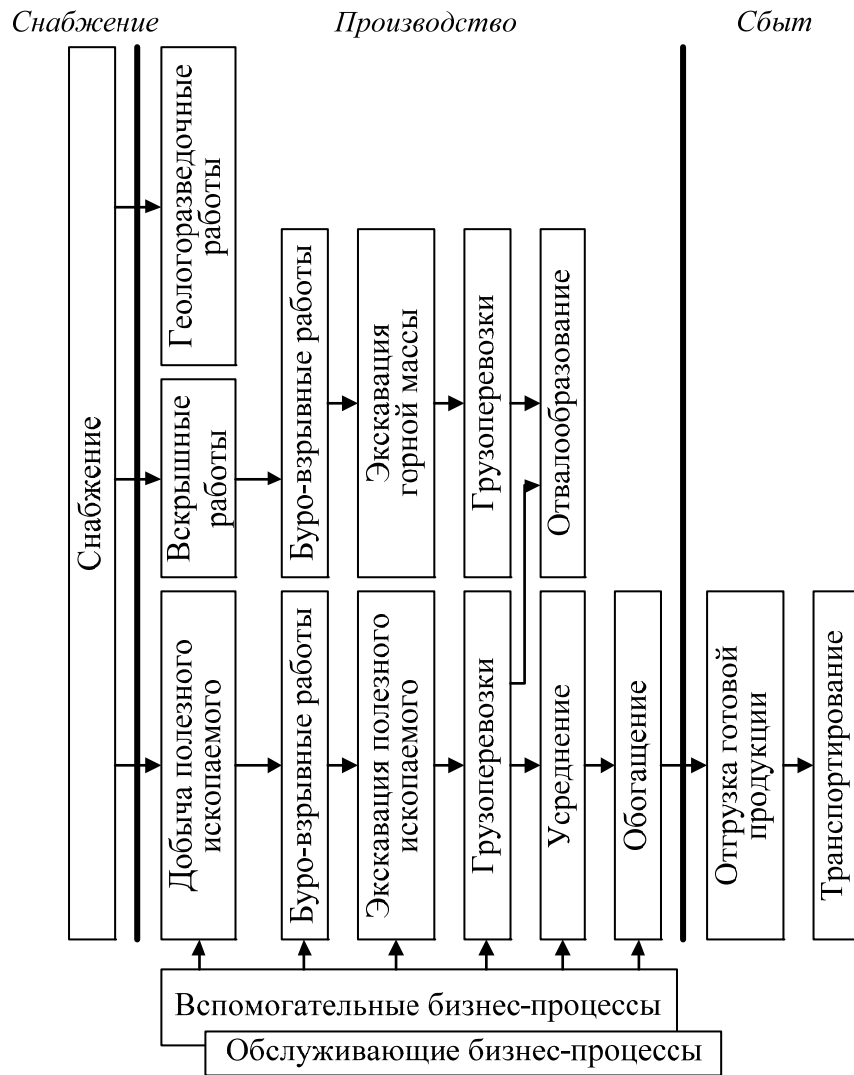 Снабжение
Производство
Сбыт
Снабжение
Геологоразведочные
работы
Вскрышные
работы
Буро-взрывные работы
Экскавация
горной массы
Грузоперевозки
Отвалообразование
Добыча полезного
ископаемого
Буро-взрывные работы
Экскавация полезного
ископаемого
Грузоперевозки
Усреднение
Обогащение
Отгрузка готовой
продукции
Транспортирование
Вспомогательные бизнес-процессы
Обслуживающие бизнес-процессы